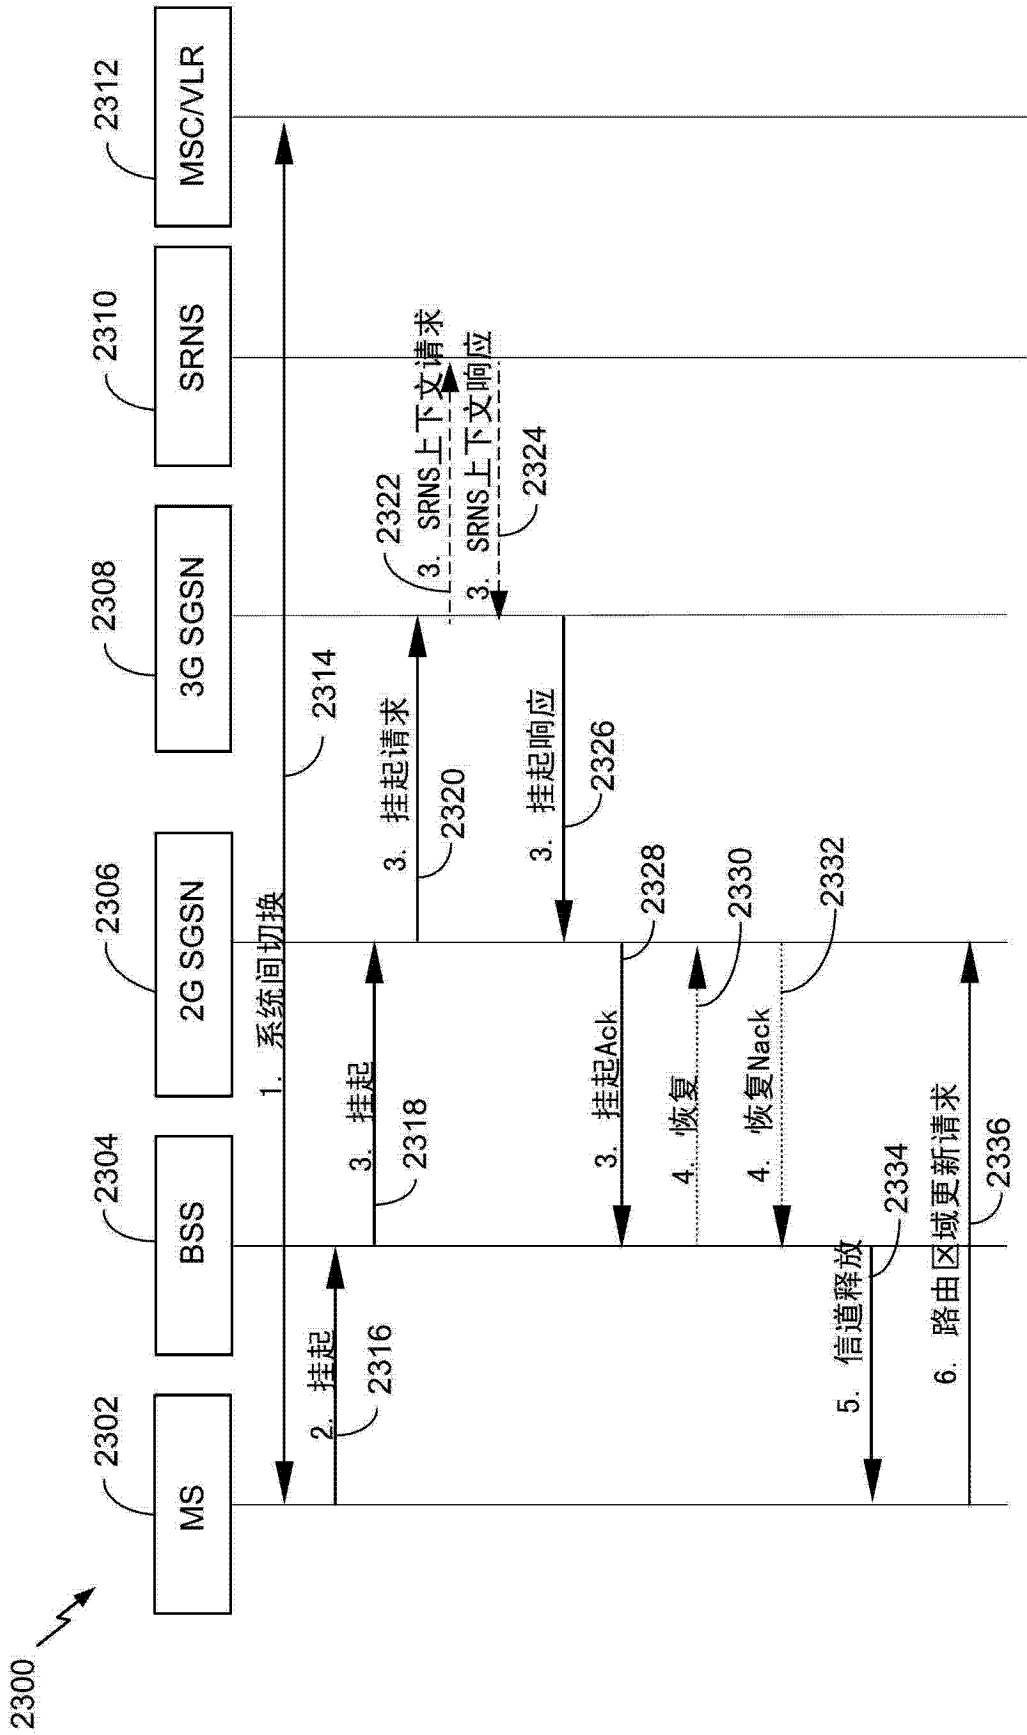 2300
2302
MS
2304
BSS
2306
2G SGSN
2308
3G SGSN
2310
SRNS
2312
MSC/VLR
1. 系统间切换
2314
2. 挂起
2316
3. 挂起
2318
3. 挂起请求
2320
3. SRNS上下文请求
2322
3. SRNS上下文响应
2324
3. 挂起响应
2326
3. 挂起Ack
2328
4. 恢复
2330
4. 恢复Nack
2332
5. 信道释放
2334
6. 路由区域更新请求
2336